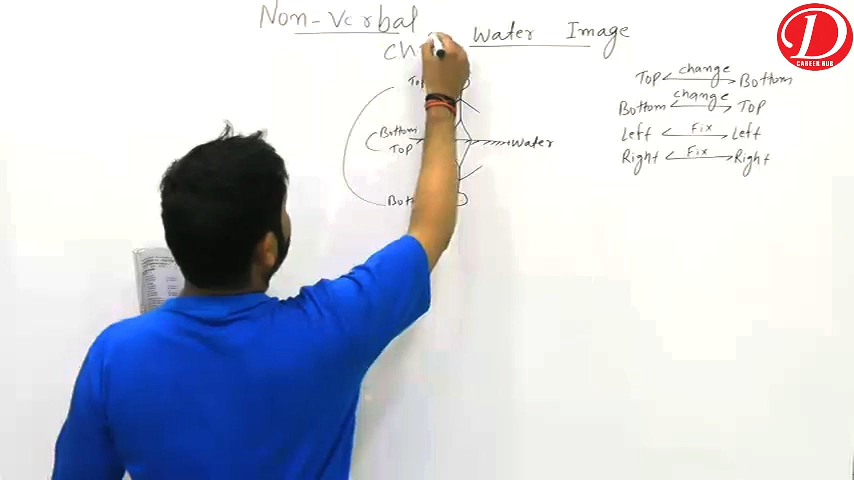 Non-Verbal
Water Image
Ch
Top
Bottom
Top
Water
Top change Bottom
Bottom change Top
Left Fix Left
Right Fix Right
D
CAREER HUB